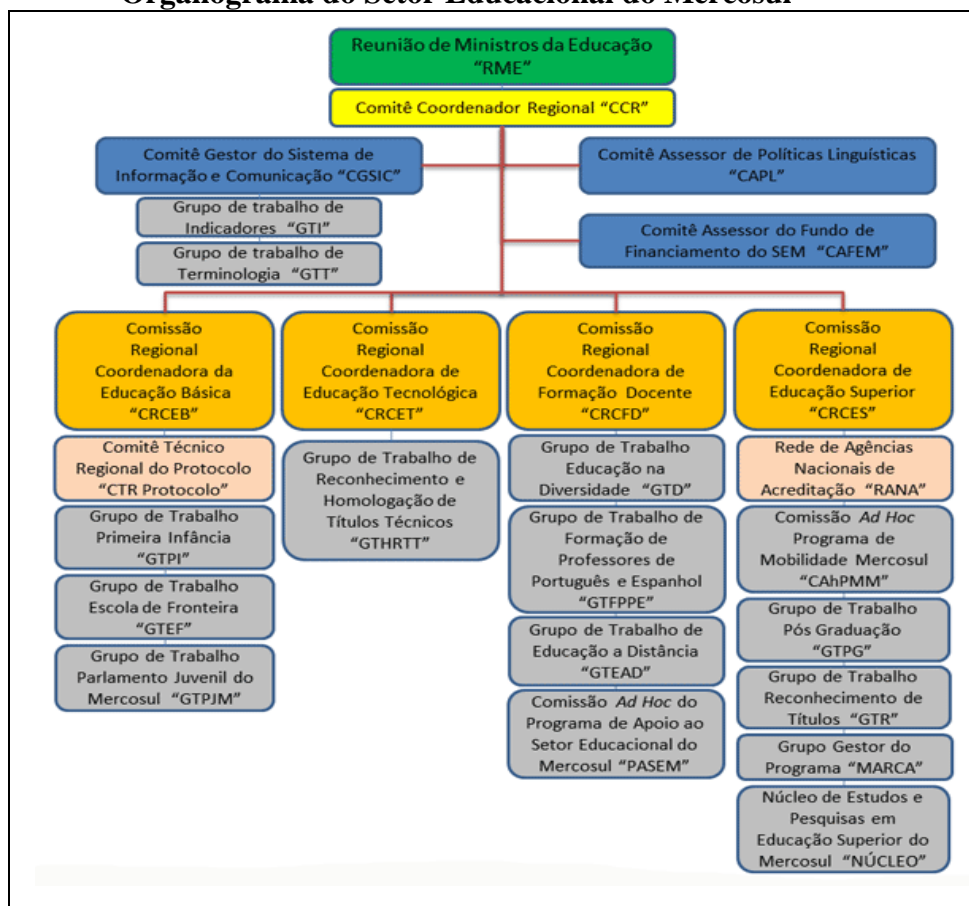 Organograma do Setor Educacional do Mercosul
Reunião de Ministros da Educação
“RME”
Comitê Coordenador Regional “CCR”
Comitê Gestor do Sistema de
Informação e Comunicação “CGSIC”
Comitê Assessor de Políticas Linguísticas
“CAPL”
Grupo de trabalho de
Indicadores “GTI”
Grupo de trabalho de
Terminologia “GTT”
Comitê Assessor do Fundo de
Financiamento do SEM “CAFEM”
Comissão
Regional
Coordenadora da
Educação Básica
“CRCEB”
Comitê Técnico
Regional do Protocolo
“CTR Protocolo”
Grupo de Trabalho
Primeira Infância
“GTPI”
Grupo de Trabalho
Escola de Fronteira
“GTEF”
Grupo de Trabalho
Parlamento Juvenil do
Mercosul “GTPJM”
Comissão
Regional
Coordenadora de
Educação Tecnológica
“CRCET”
Grupo de Trabalho de
Reconhecimento e
Homologação de
Títulos Técnicos
“GTHRTT”
Comissão
Regional
Coordenadora de
Formação Docente
“CRCFD”
Grupo de Trabalho
Educação na
Diversidade “GTD”
Grupo de Trabalho de
Formação de
Professores de
Português e Espanhol
“GTFPPE”
Grupo de Trabalho de
Educação a Distância
“GTEAD”
Comissão Ad Hoc do
Programa de Apoio ao
Setor Educacional do
Mercosul “PASEM”
Comissão
Regional
Coordenadora de
Educação Superior
“CRCES”
Rede de Agências
Nacionais de
Acreditação “RANA”
Comissão Ad Hoc
Programa de
Mobilidade Mercosul
“CAhPMM”
Grupo de Trabalho
Pós Graduação
“GTPG”
Grupo de Trabalho
Reconhecimento de
Títulos “GTR”
Grupo Gestor do
Programa “MARCA”
Núcleo de Estudos e
Pesquisas em
Educação Superior do
Mercosul “NÚCLEO”